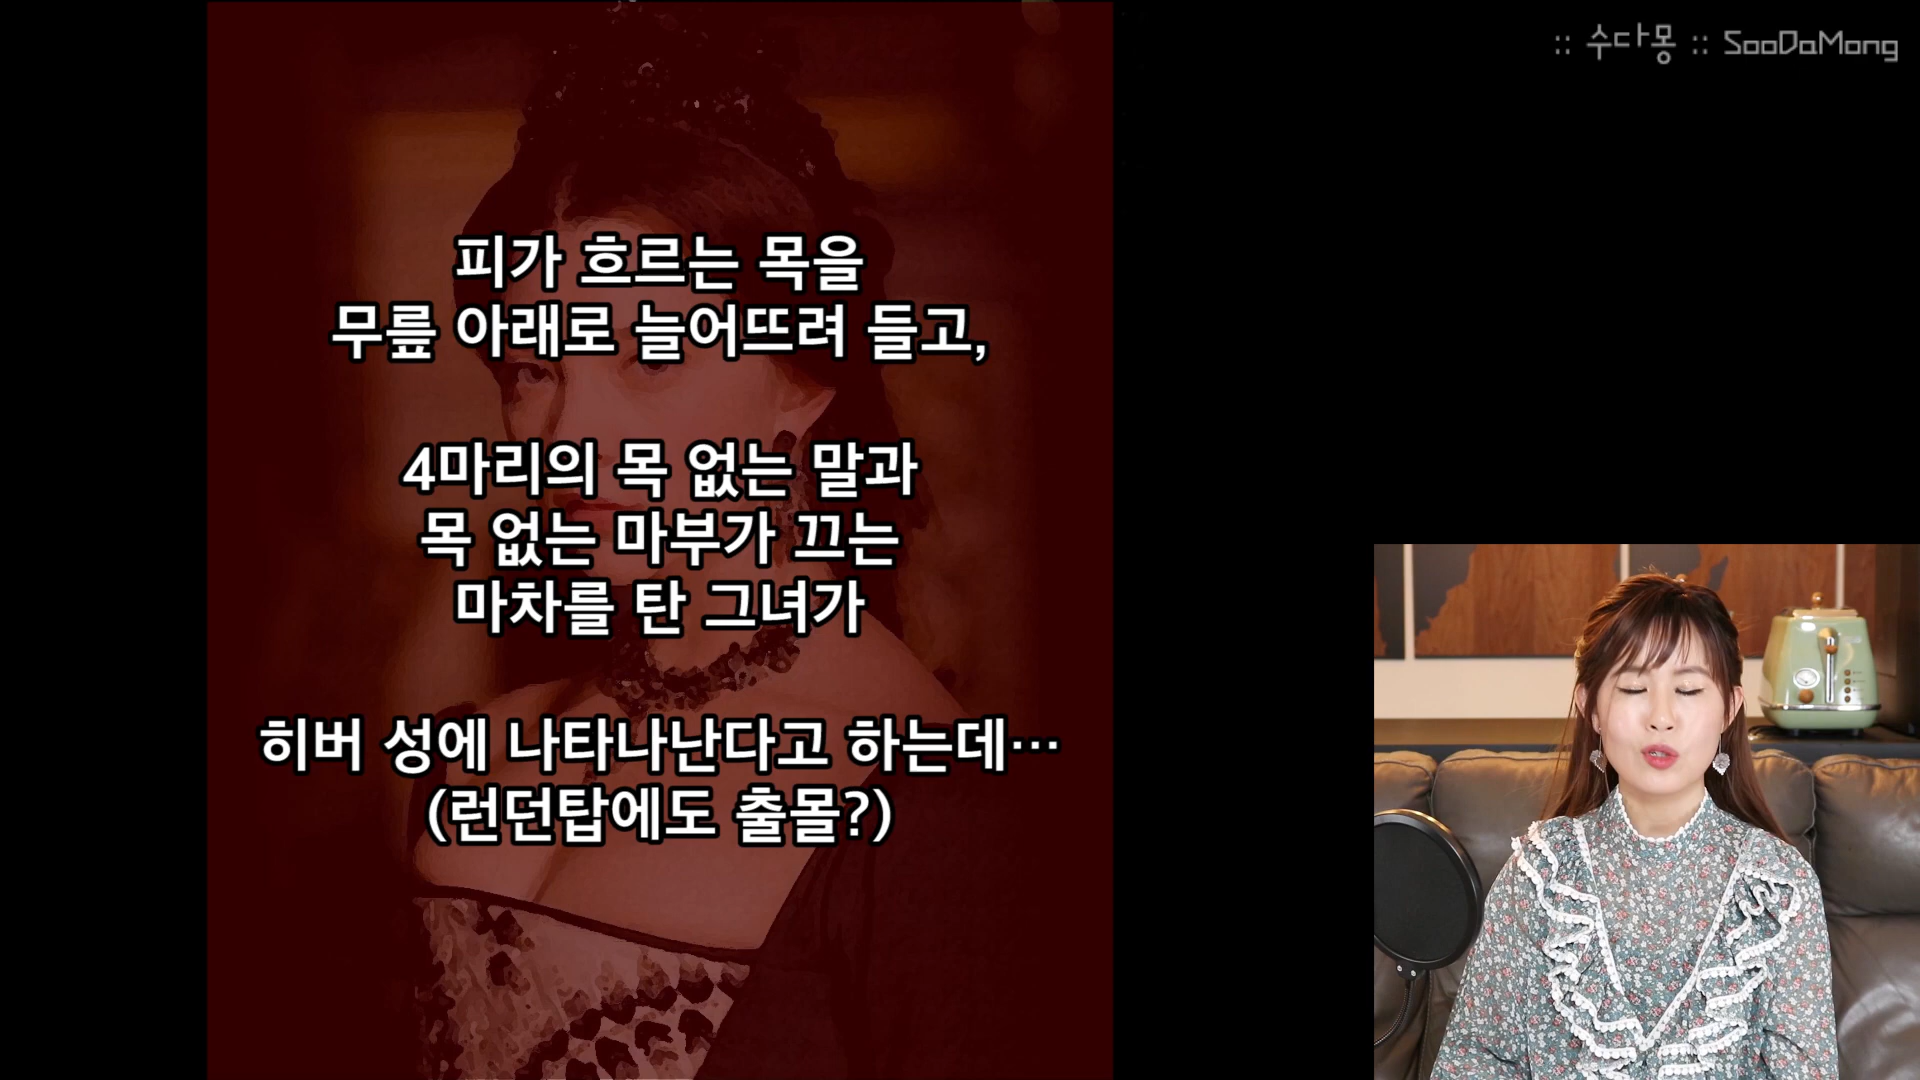 :: 수다몽 :: SooDaMong
피가 흐르는 목을
무릎 아래로 늘어뜨려 들고,
4마리의 목 없는 말과
목 없는 마부가 끄는
마차를 탄 그녀가
히버 성에 나타나난다고 하는데…
(런던탑에도 출몰?)